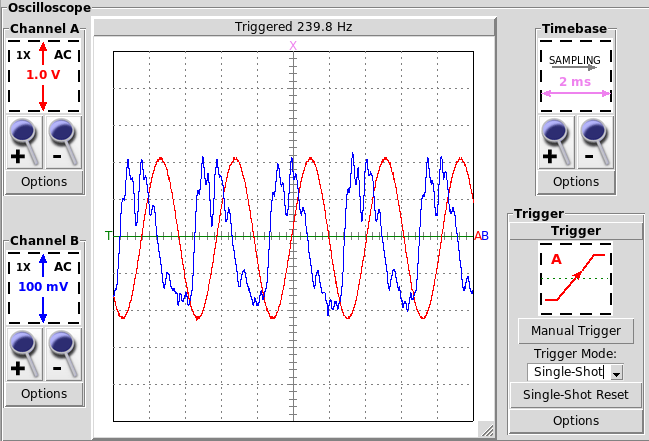 Oscilloscope
Channel A
1X AC
1.0 V
+ -
Options
Channel B
1X AC
100 mV
+ -
Options
Triggered 239.8 Hz
X
T
AB
Timebase
SAMPLING
2 ms
+ -
Options
Trigger
Trigger
A
Manual Trigger
Trigger Mode:
Single-Shot
Single-Shot Reset
Options